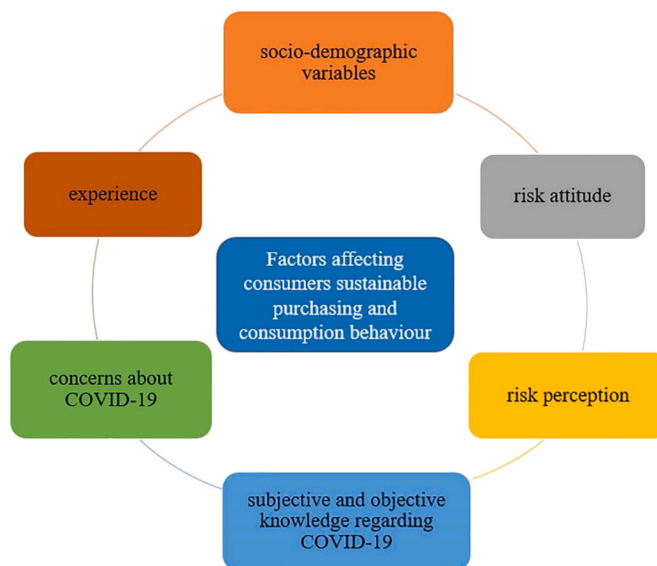 socio-demographic
variables
experience
risk attitude
Factors affecting
consumers sustainable
purchasing and
consumption behaviour
concerns about
COVID-19
risk perception
subjective and objective
knowledge regarding
COVID-19